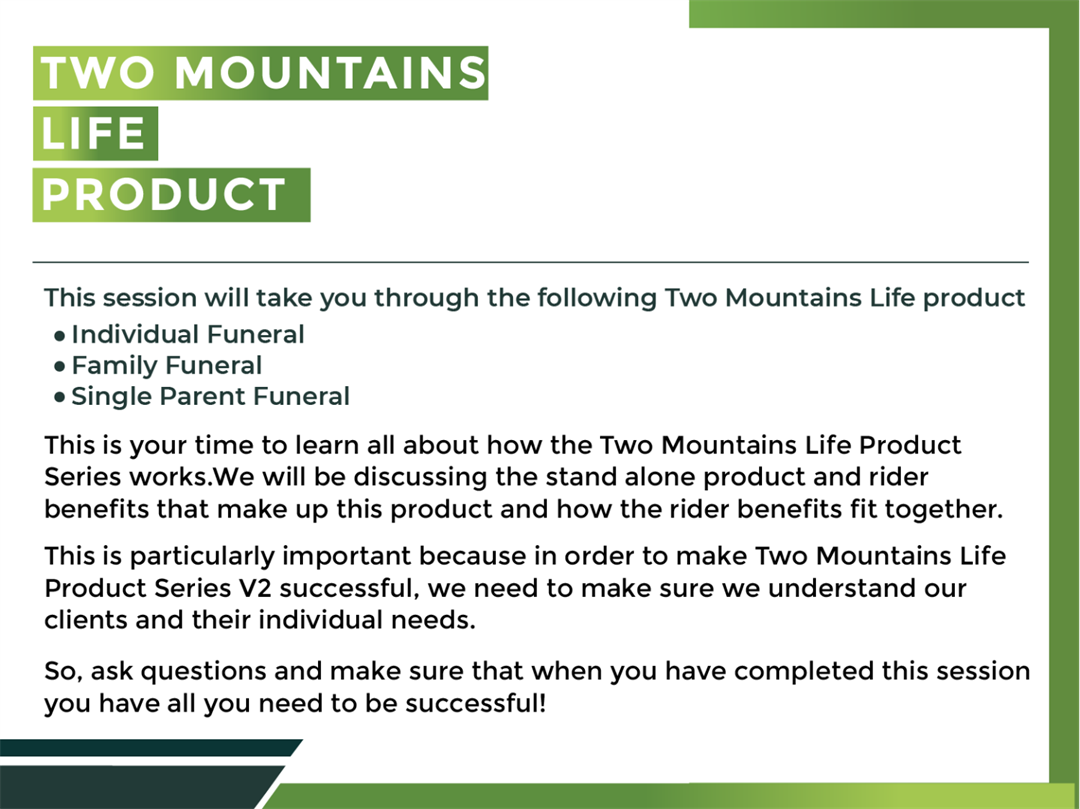 TWO MOUNTAINS
LIFE
PRODUCT
This session will take you through the following Two Mountains Life product
• Individual Funeral
• Family Funeral
• Single Parent Funeral
This is your time to learn all about how the Two Mountains Life Product
Series works.We will be discussing the stand alone product and rider
benefits that make up this product and how the rider benefits fit together.
This is particularly important because in order to make Two Mountains Life
Product Series V2 successful, we need to make sure we understand our
clients and their individual needs.
So, ask questions and make sure that when you have completed this session
you have all you need to be successful!